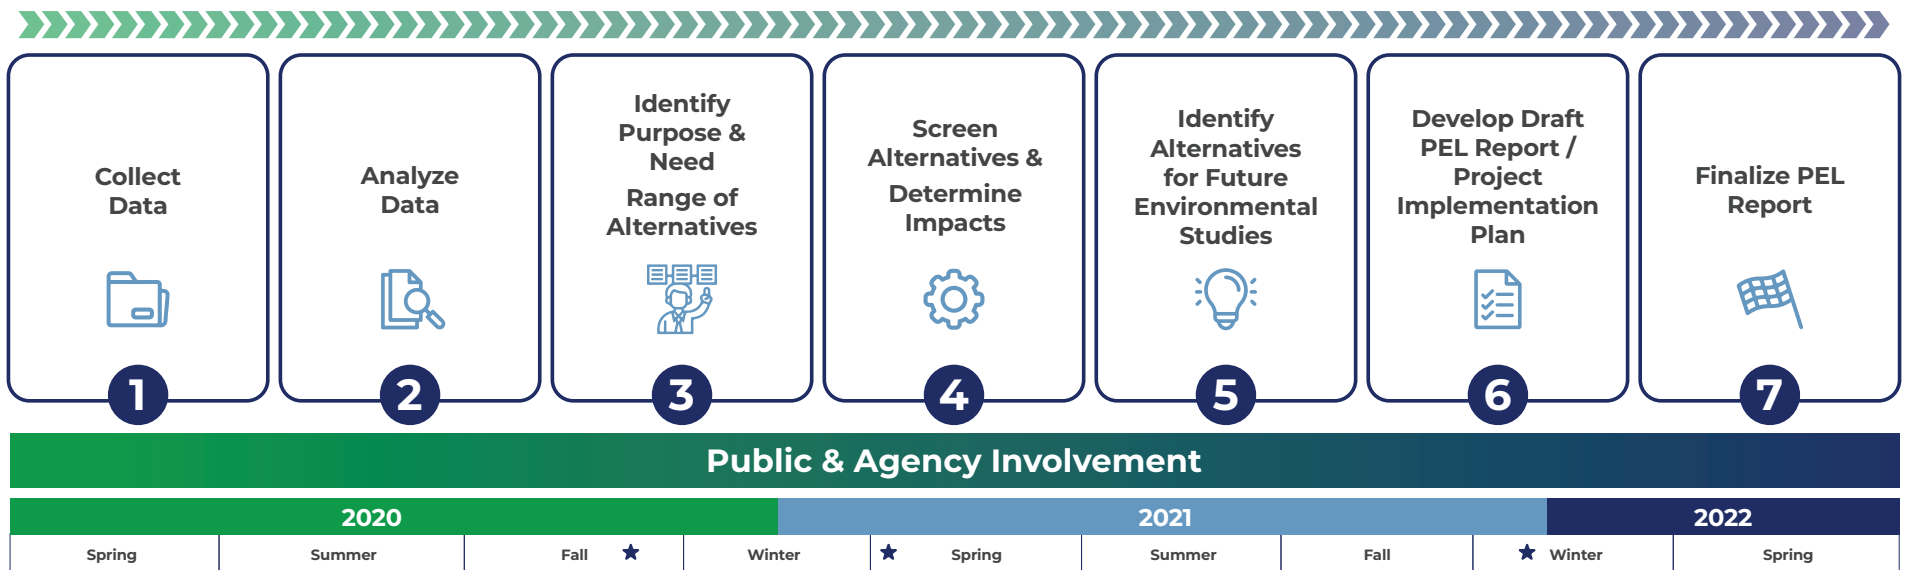 Collect
Data
1
Analyze
Data
2
Identify
Purpose &
Need
Range of
Alternatives
3
Screen
Alternatives &
Determine
Impacts
4
Identify
Alternatives
for Future
Environmental
Studies
5
Develop Draft
PEL Report /
Project
Implementation
Plan
6
Finalize PEL
Report
7
Public & Agency Involvement
2020 2021 2022
Spring Summer Fall Winter Spring Summer Fall Winter Spring